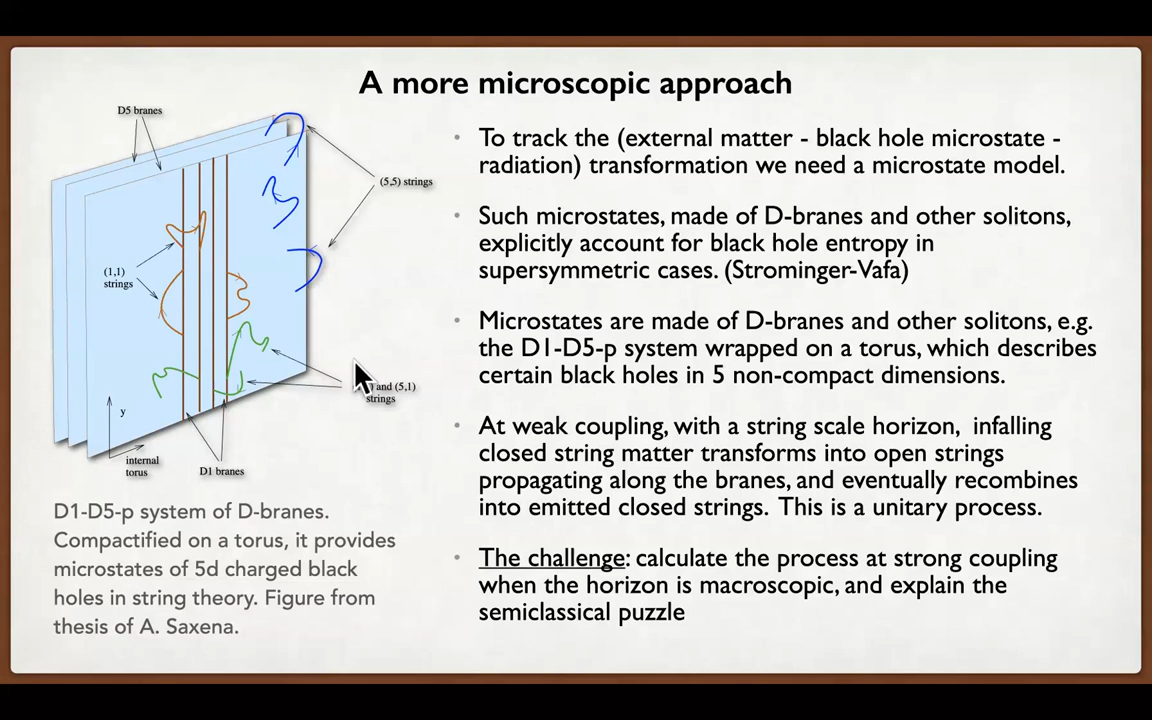 A more microscopic approach
D5 branes
(5,5) strings
(1,1)
strings
and (5,1)
strings
y
internal
torus
D1 branes
D1-D5-p system of D-branes.
Compactified on a torus, it provides
microstates of 5d charged black
holes in string theory. Figure from
thesis of A. Saxena.
• To track the (external matter - black hole microstate -
radiation) transformation we need a microstate model.
• Such microstates, made of D-branes and other solitons,
explicitly account for black hole entropy in
supersymmetric cases. (Strominger-Vafa)
• Microstates are made of D-branes and other solitons, e.g.
the D1-D5-p system wrapped on a torus, which describes
certain black holes in 5 non-compact dimensions.
• At weak coupling, with a string scale horizon, infalling
closed string matter transforms into open strings
propagating along the branes, and eventually recombines
into emitted closed strings. This is a unitary process.
• The challenge: calculate the process at strong coupling
when the horizon is macroscopic, and explain the
semiclassical puzzle